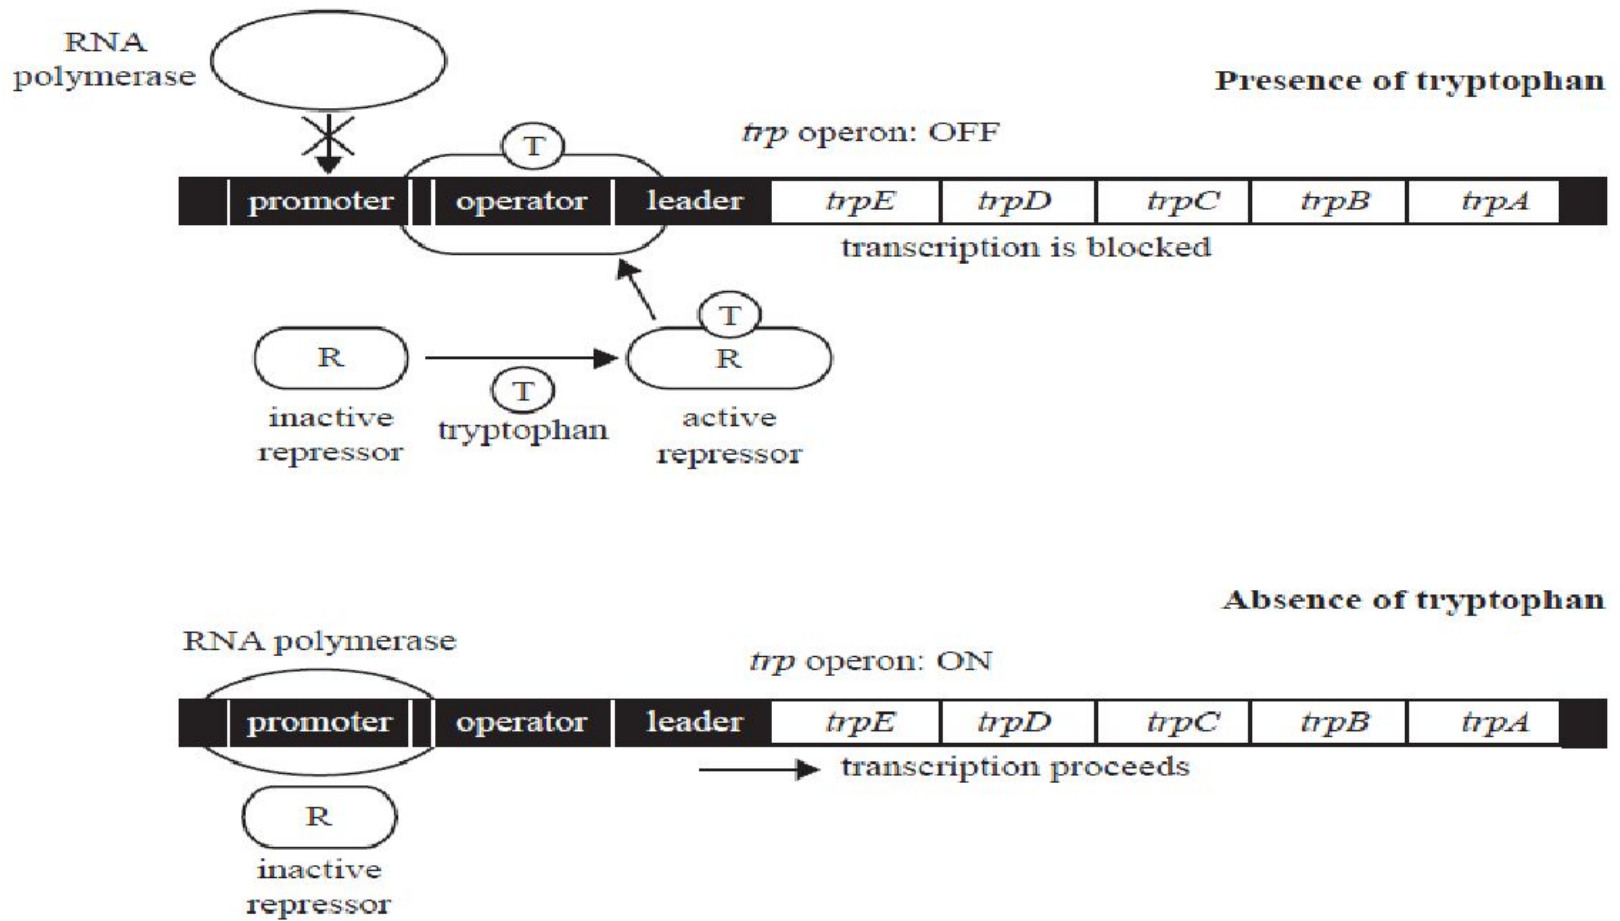 RNA
polymerase
Presence of tryptophan
T
trp operon: OFF
promoter operator leader trpE trpD trpC trpB trpA
transcription is blocked
T
R
R
T
inactive
repressor
tryptophan
active
repressor
Absence of tryptophan
RNA polymerase
trp operon: ON
promoter operator leader trpE trpD trpC trpB trpA
transcription proceeds
R
inactive
repressor